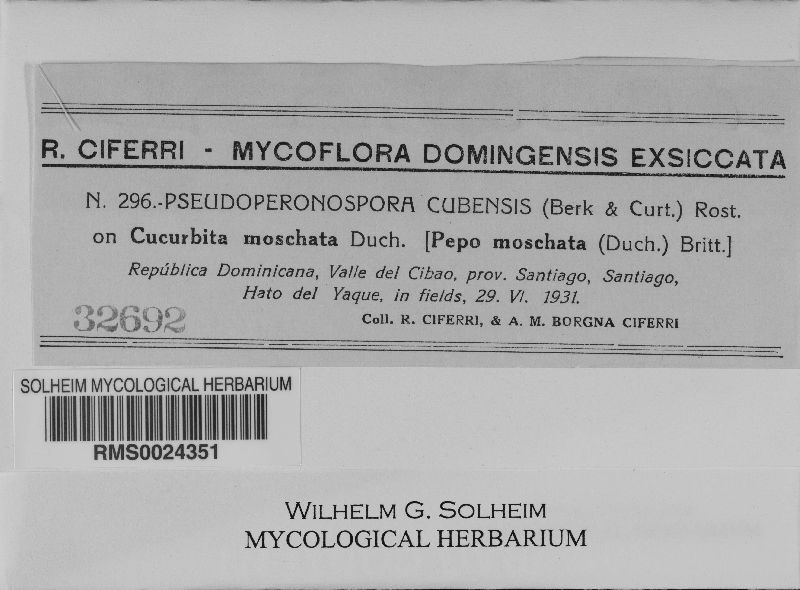 R. CIFERRI - MYCOFLORA DOMINGENSIS EXSICCATA
N. 296.-PSEUDOPERONOSPORA CUBENSIS (Berk & Curt.) Rost.
on Cucurbita moschata Duch. [Pepo moschata (Duch.) Britt.]
República Dominicana, Valle del Cibao, prov. Santiago, Santiago,
Hato del Yaque, in fields, 29. VI. 1931.
32692
Coll. R. CIFERRI, & A. M. BORGNA CIFERRI
SOLHEIM MYCOLOGICAL HERBARIUM
RMS0024351
WILHELM G. SOLHEIM
MYCOLOGICAL HERBARIUM